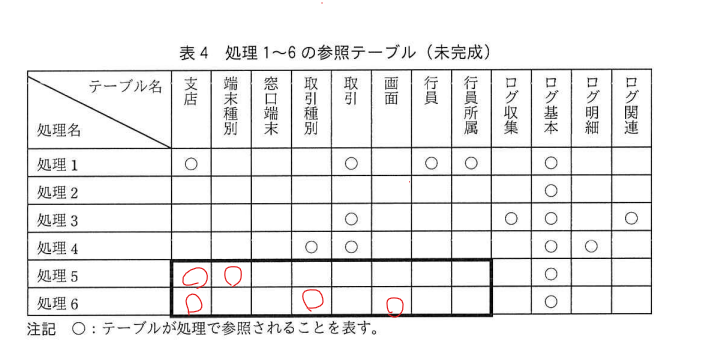 表4 処理1～6の参照テーブル（未完成）
テーブル名 支店 端末種別 窓口端末 取引種別 取引 画面 行員 行員所属 ログ収集 ログ基本 ログ明細 ログ関連
処理名
処理1 ○ ○ ○ ○ ○
処理2 ○
処理3 ○ ○ ○ ○
処理4 ○ ○ ○ ○
処理5 ○ ○ ○
処理6 ○ ○ ○ ○
注記 ○：テーブルが処理で参照されることを表す。